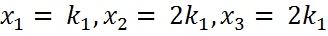 x₁ = k₁, x₂ = 2k₁, x₃ = 2k₁